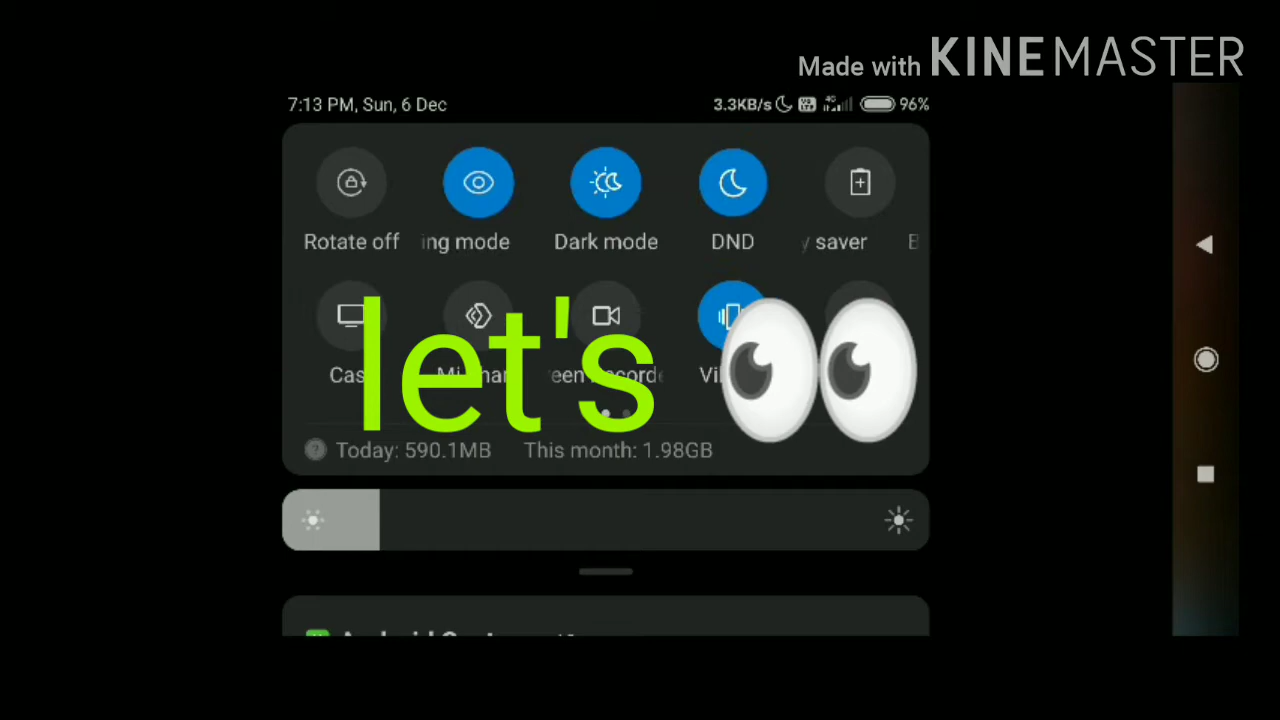 Made with KINEMASTER
7:13 PM, Sun, 6 Dec 3.3KB/s 4G 96%
Rotate off ing mode Dark mode DND y saver
let's
Today: 590.1MB This month: 1.98GB